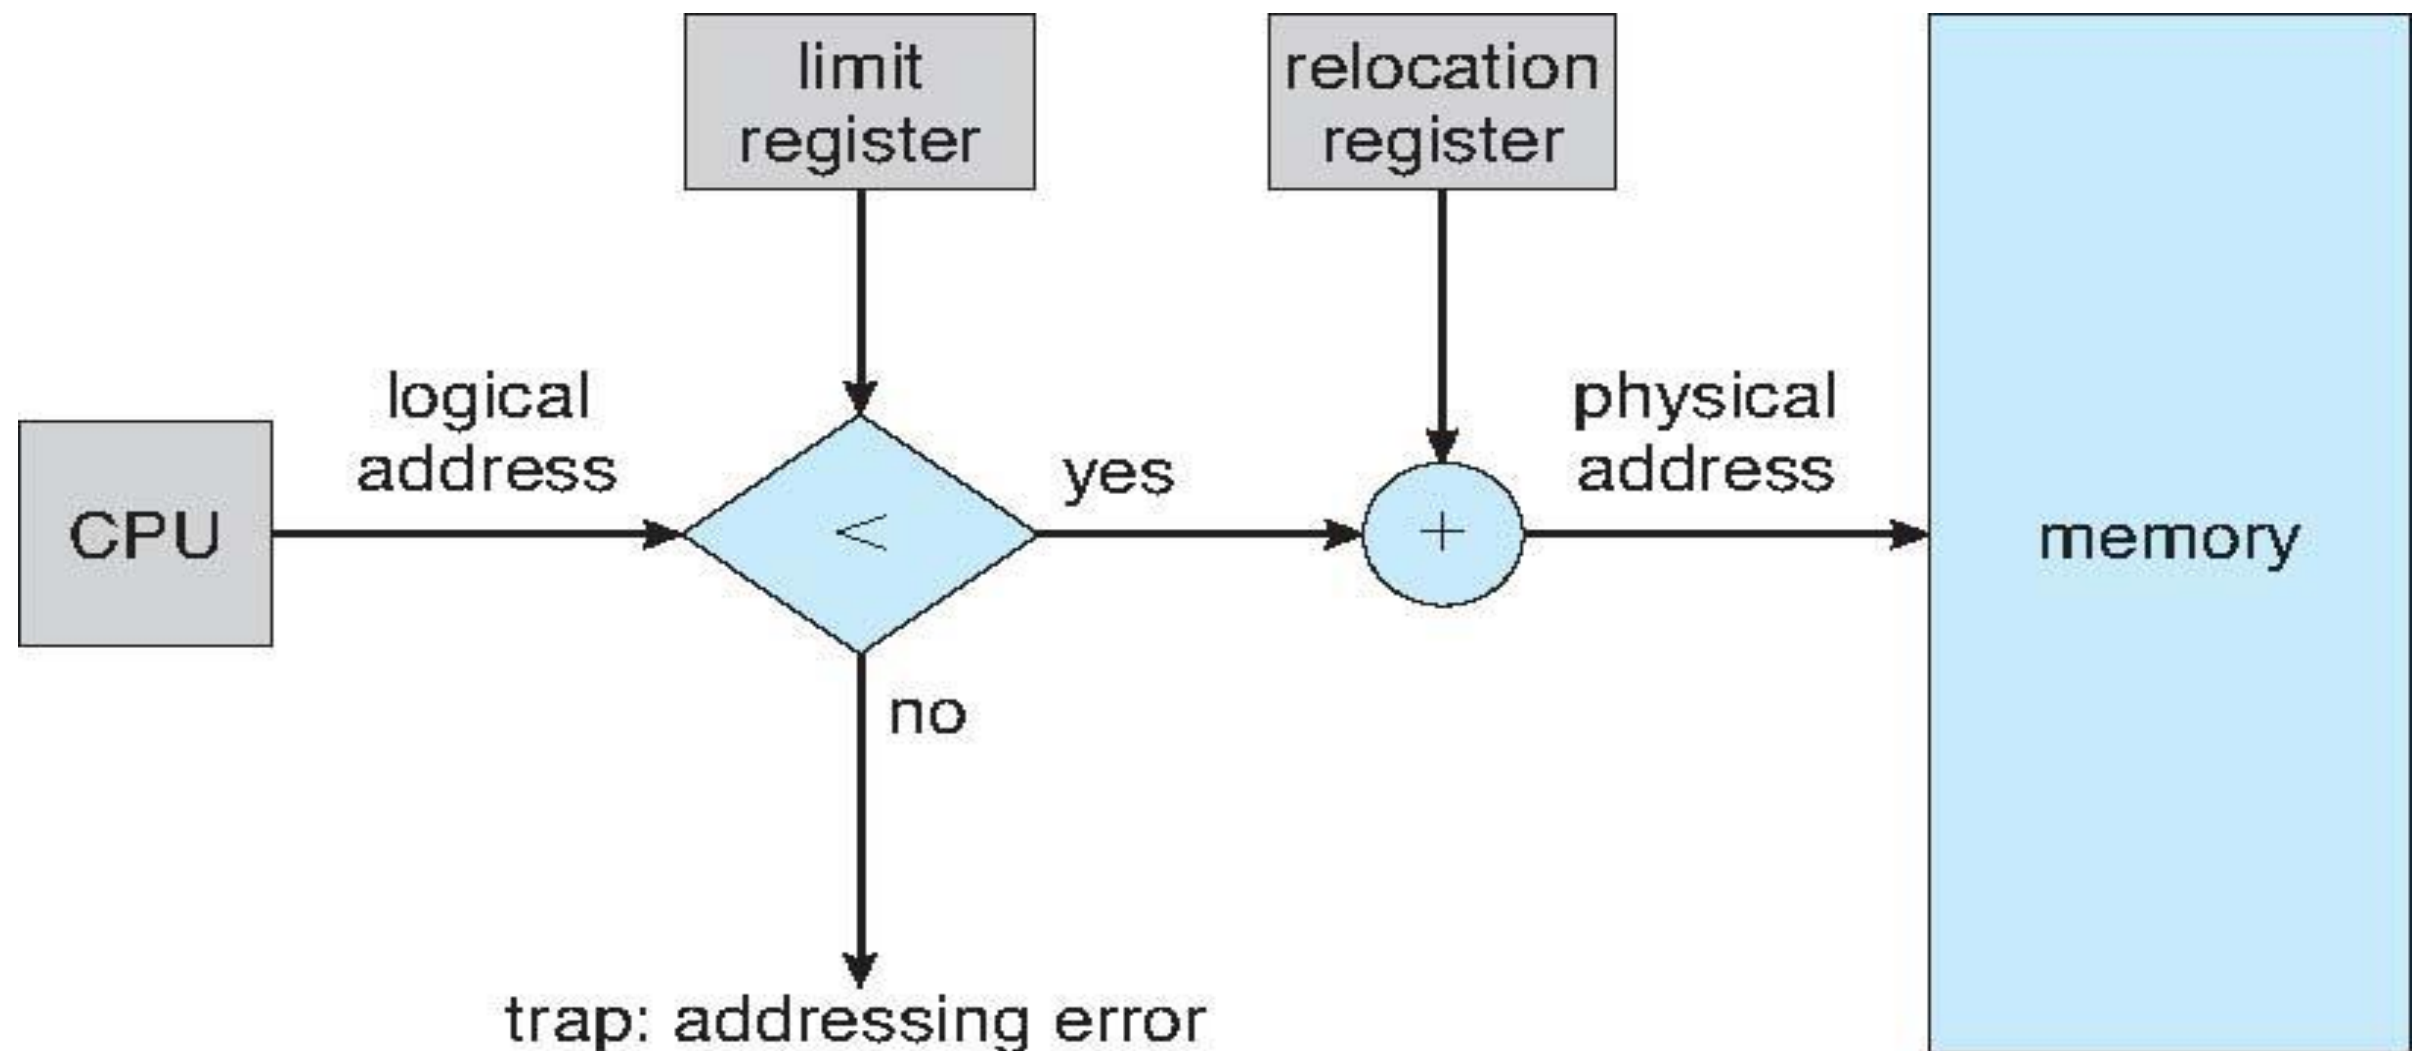 limit
register
relocation
register
logical
address
yes
physical
address
CPU
<
+
memory
no
trap: addressing error